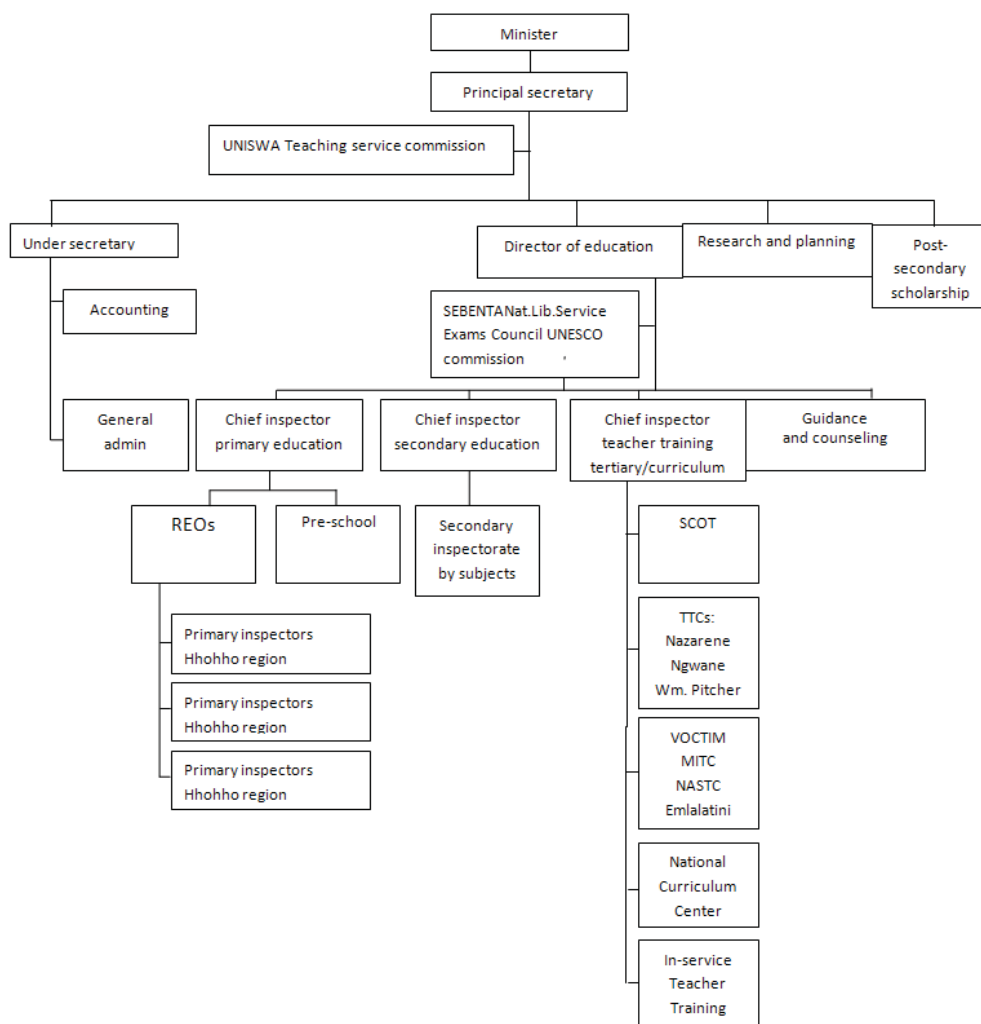 Minister
Principal secretary
UNISWA Teaching service commission
Under secretary
Director of education
Research and planning
Post-
secondary
scholarship
Accounting
SEBENTANat.Lib.Service
Exams Council UNESCO
commission
General
admin
Chief inspector
primary education
Chief inspector
secondary education
Chief inspector
teacher training
tertiary/curriculum
Guidance
and counseling
REOs
Pre-school
Secondary
inspectorate
by subjects
SCOT
Primary inspectors
Hhohho region
Primary inspectors
Hhohho region
Primary inspectors
Hhohho region
TTCs:
Nazarene
Ngwane
Wm. Pitcher
VOCTIM
MITC
NASTC
Emlalatini
National
Curriculum
Center
In-service
Teacher
Training